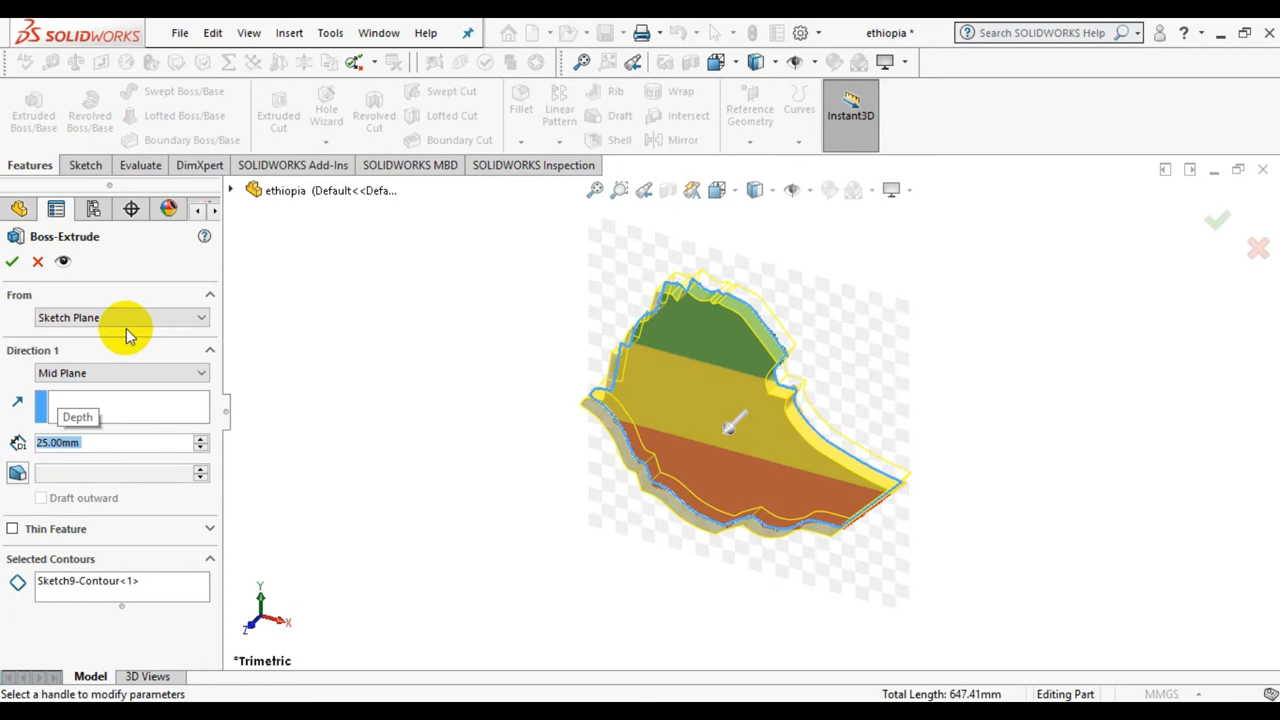 SOLIDWORKS File Edit View Insert Tools Window Help ethiopia * Search SOLIDWORKS Help ?
Extruded Boss/Base Revolved Boss/Base Swept Boss/Base Lofted Boss/Base Boundary Boss/Base Extruded Cut Hole Wizard Revolved Cut Swept Cut Lofted Cut Boundary Cut Fillet Linear Pattern Rib Draft Shell Wrap Intersect Mirror Reference Geometry Curves Instant3D
Features Sketch Evaluate DimXpert SOLIDWORKS Add-Ins SOLIDWORKS MBD SOLIDWORKS Inspection
ethiopia (Default<<Defa...
Boss-Extrude
From
Sketch Plane
Direction 1
Mid Plane
Depth
25.00mm
Draft outward
Thin Feature
Selected Contours
Sketch9-Contour<1>
Y
X
Z
*Trimetric
Model 3D Views
Select a handle to modify parameters Total Length: 647.41mm Editing Part MMGS